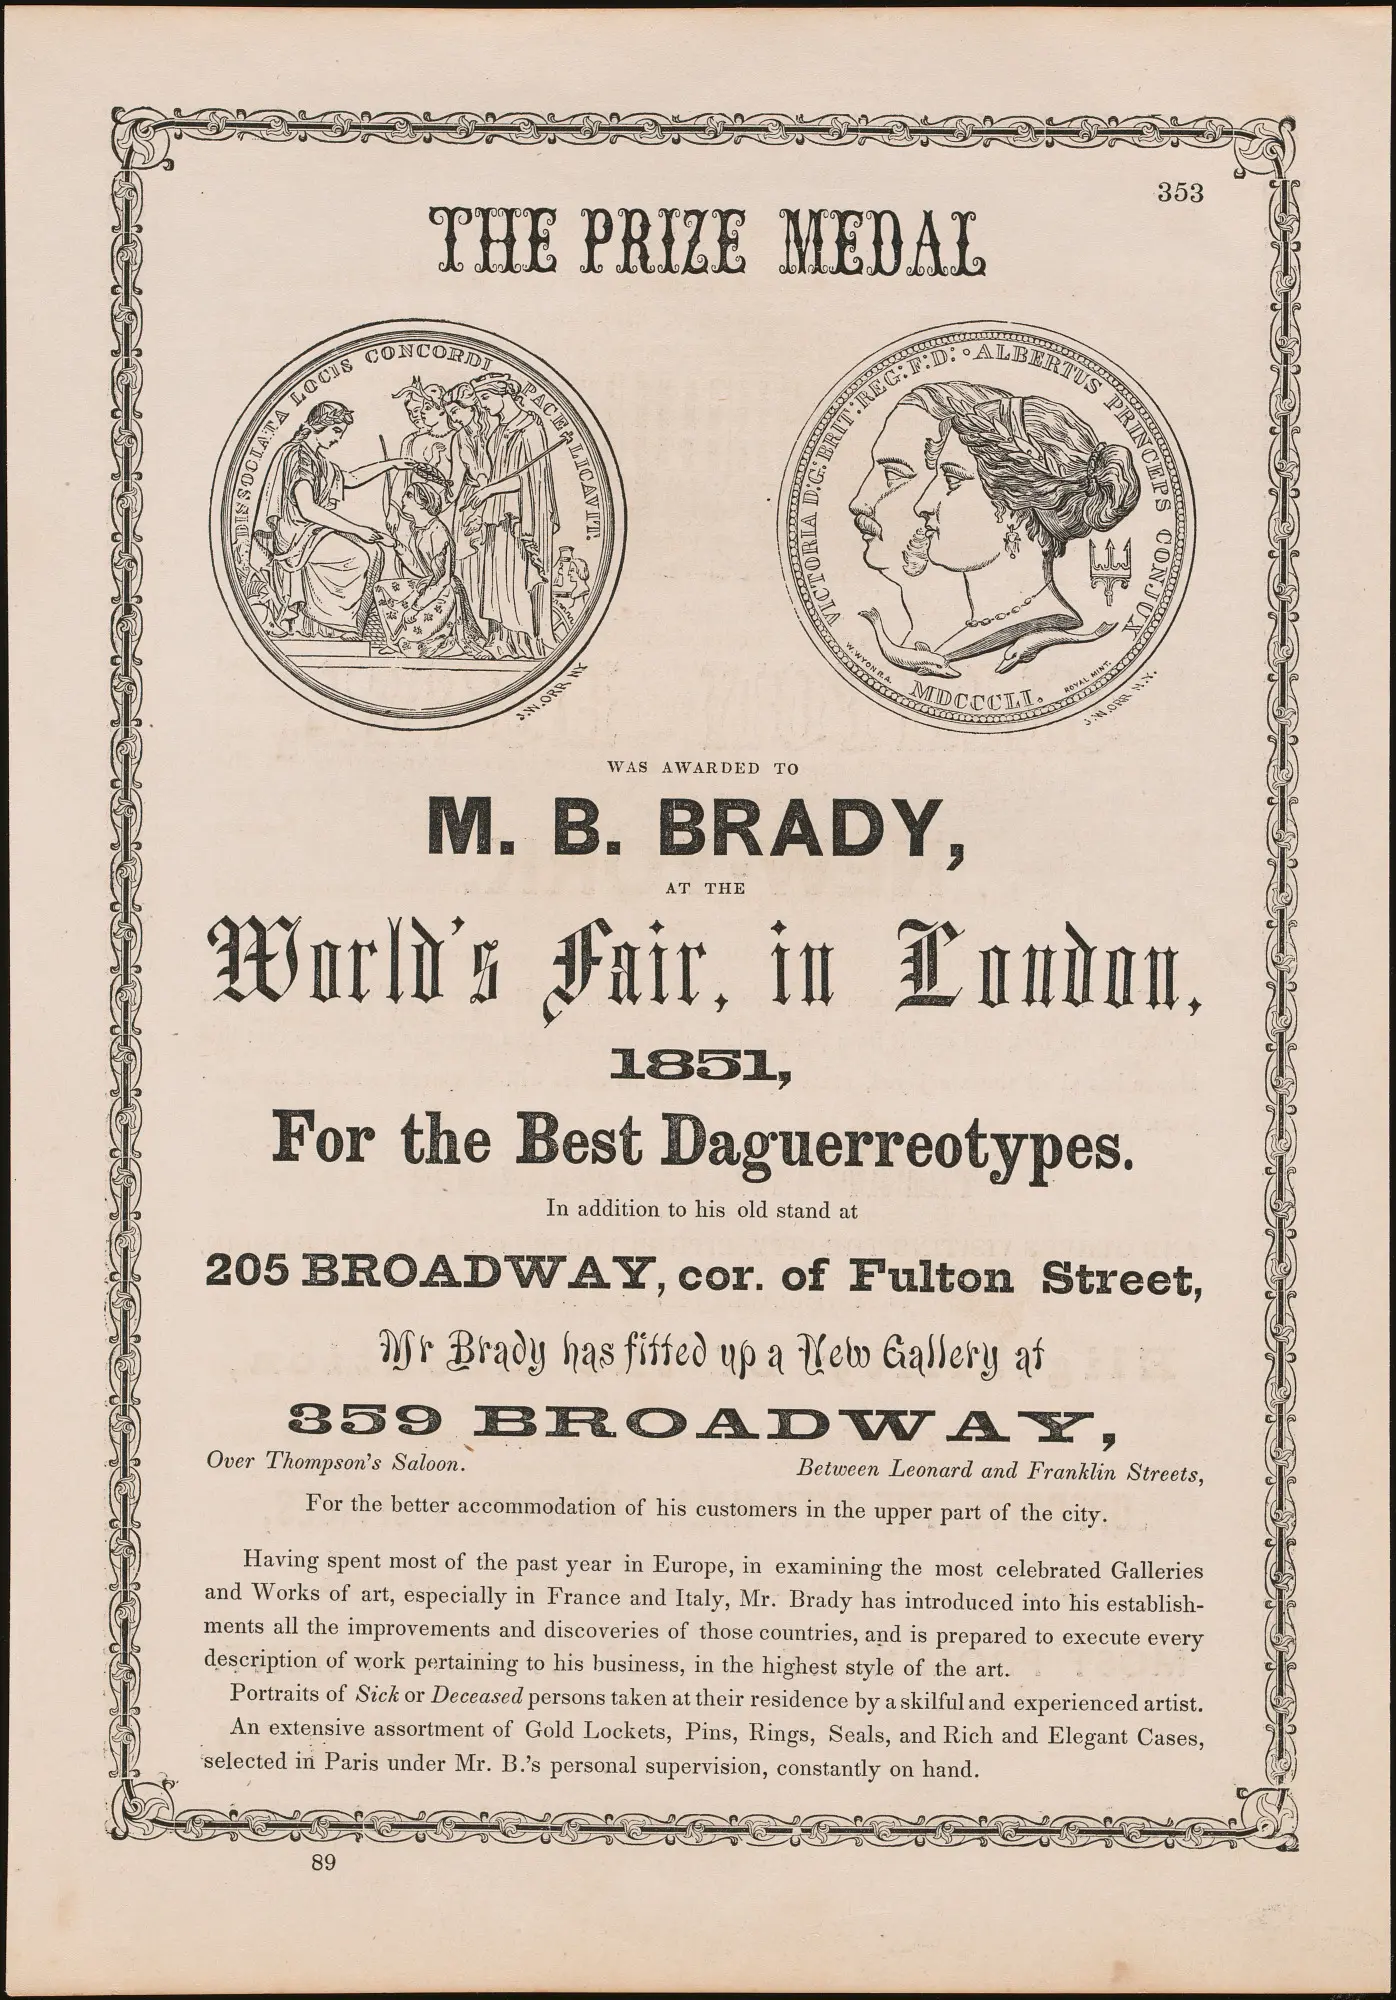 353
THE PRIZE MEDAL
DISSOCIATA LOCIS CONCORDI PACE LIGAVIT.
J.W. ORR NY
VICTORIA D:G: BRIT: REG: F:D: ALBERTUS PRINCEPS CONJUX
W. WYON R.A.
MDCCCLI.
ROYAL MINT.
J.W. ORR N.Y.
WAS AWARDED TO
M. B. BRADY,
AT THE
World's Fair, in London,
1851,
For the Best Daguerreotypes.
In addition to his old stand at
205 BROADWAY, cor. of Fulton Street,
Mr Brady has fitted up a New Gallery at
359 BROADWAY,
Over Thompson's Saloon. Between Leonard and Franklin Streets,
For the better accommodation of his customers in the upper part of the city.
Having spent most of the past year in Europe, in examining the most celebrated Galleries
and Works of art, especially in France and Italy, Mr. Brady has introduced into his establish-
ments all the improvements and discoveries of those countries, and is prepared to execute every
description of work pertaining to his business, in the highest style of the art.
Portraits of Sick or Deceased persons taken at their residence by a skilful and experienced artist.
An extensive assortment of Gold Lockets, Pins, Rings, Seals, and Rich and Elegant Cases,
selected in Paris under Mr. B.'s personal supervision, constantly on hand.
89